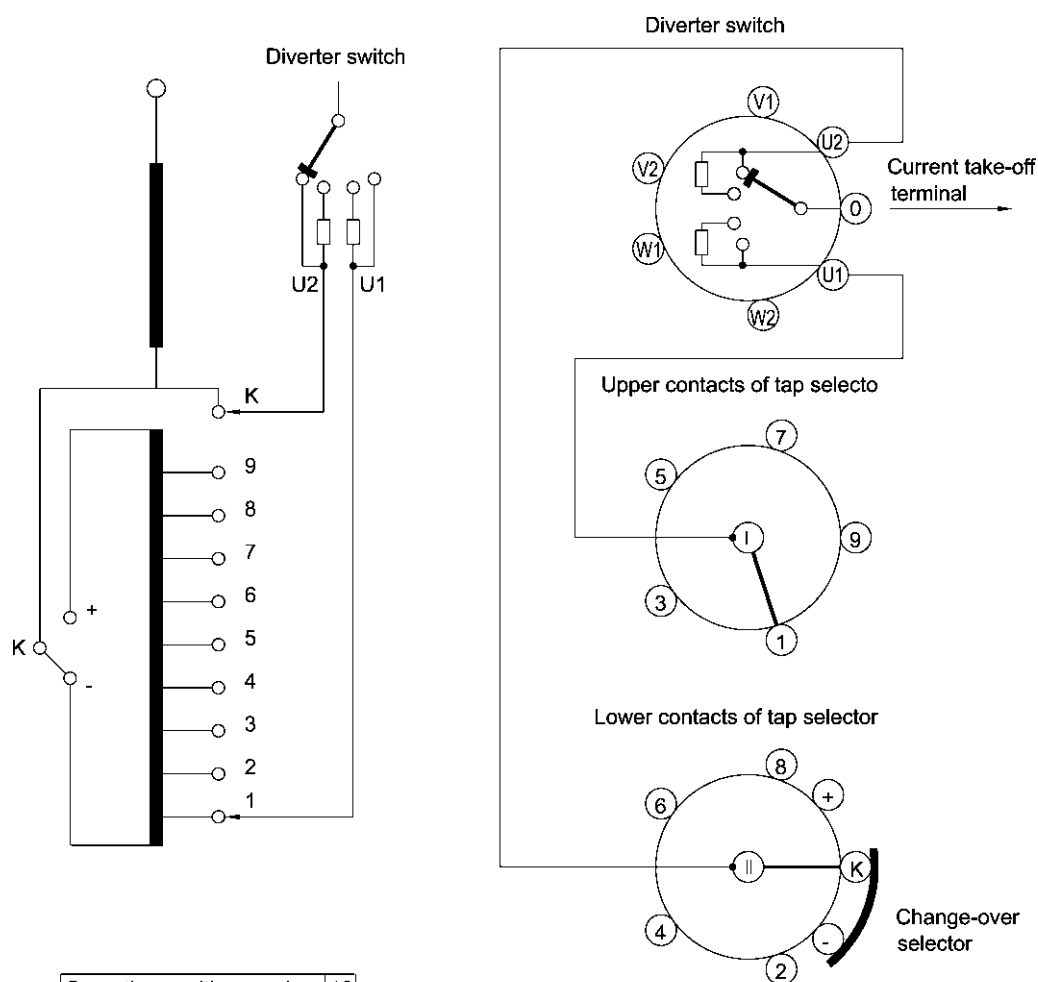 Diverter switch
U2
U1
K
9
8
7
6
5
4
3
2
1
+
K
-
Diverter switch
V1
U2
V2
Current take-off
terminal
0
W1
U1
W2
Upper contacts of tap selecto
7
5
I
9
3
1
Lower contacts of tap selector
8
+
6
II
K
4
-
2
Change-over
selector